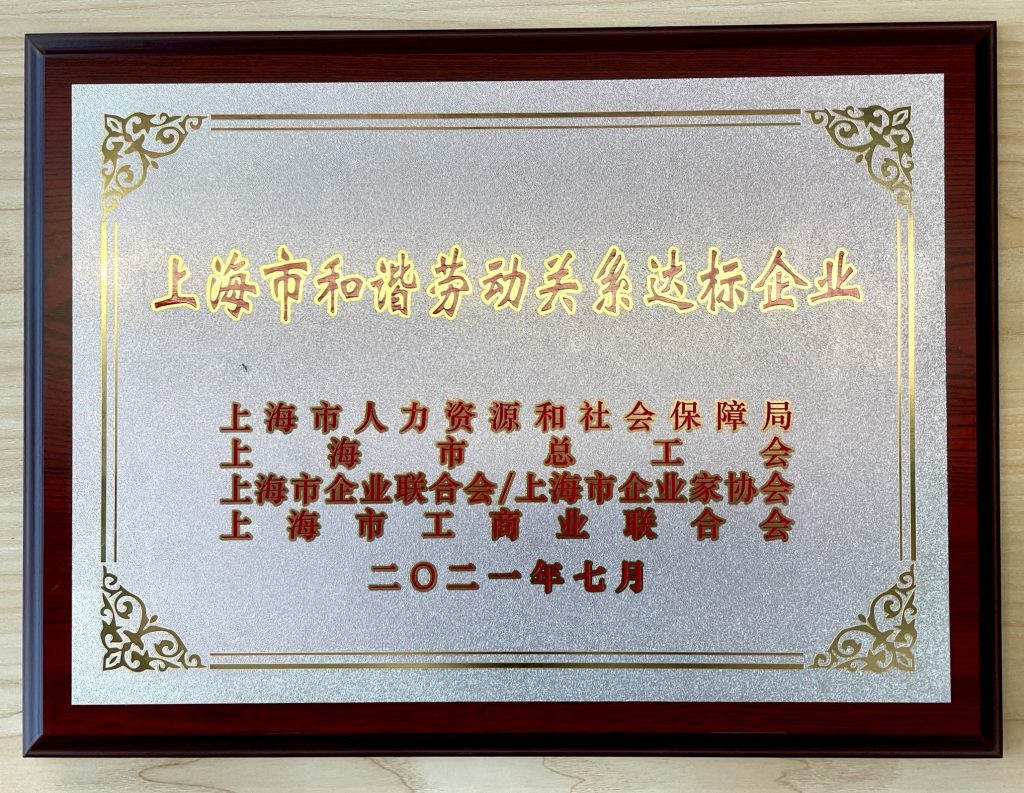 上海市和谐劳动关系达标企业
上海市人力资源和社会保障局
上海市总工会
上海市企业联合会/上海市企业家协会
上海市工商业联合会
二〇二一年七月